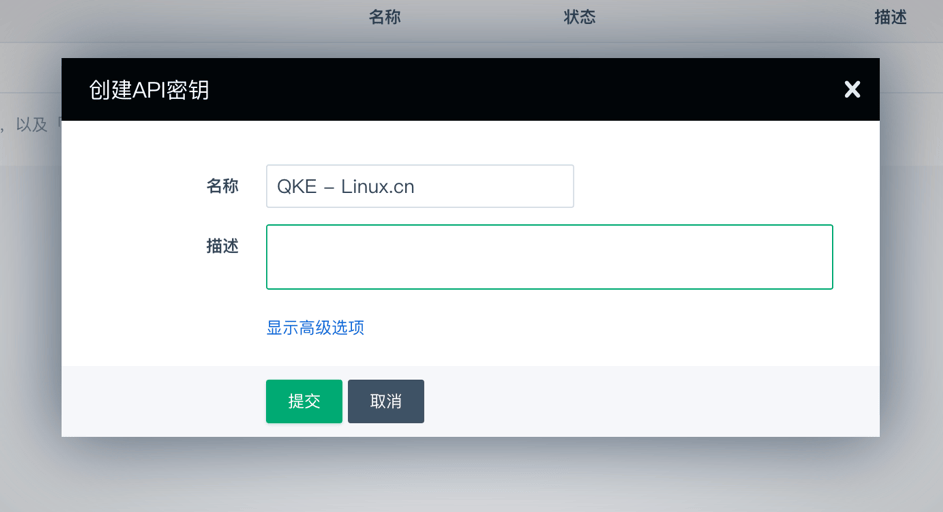 名称 状态 描述
创建API密钥
，以及
名称 QKE - Linux.cn
描述
显示高级选项
提交 取消